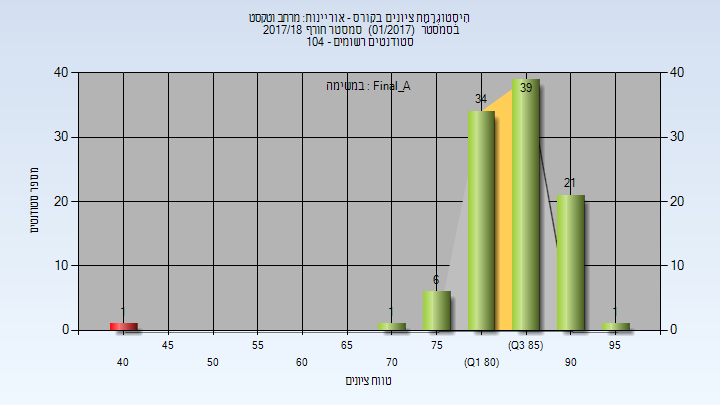 היסטוגרמת ציונים בקורס - אוריינות: מרחב וטקסט
בסמסטר (01/2017) סמסטר חורף 2017/18
סטודנטים רשומים - 104
במטימה : Final_A
מספר סטודנטים
40 30 20 10 0
40 30 20 10 0
1 1 6 34 39 21 1
45 55 65 75 (Q3 85) 95
40 50 60 70 (Q1 80) 90
טווח ציונים